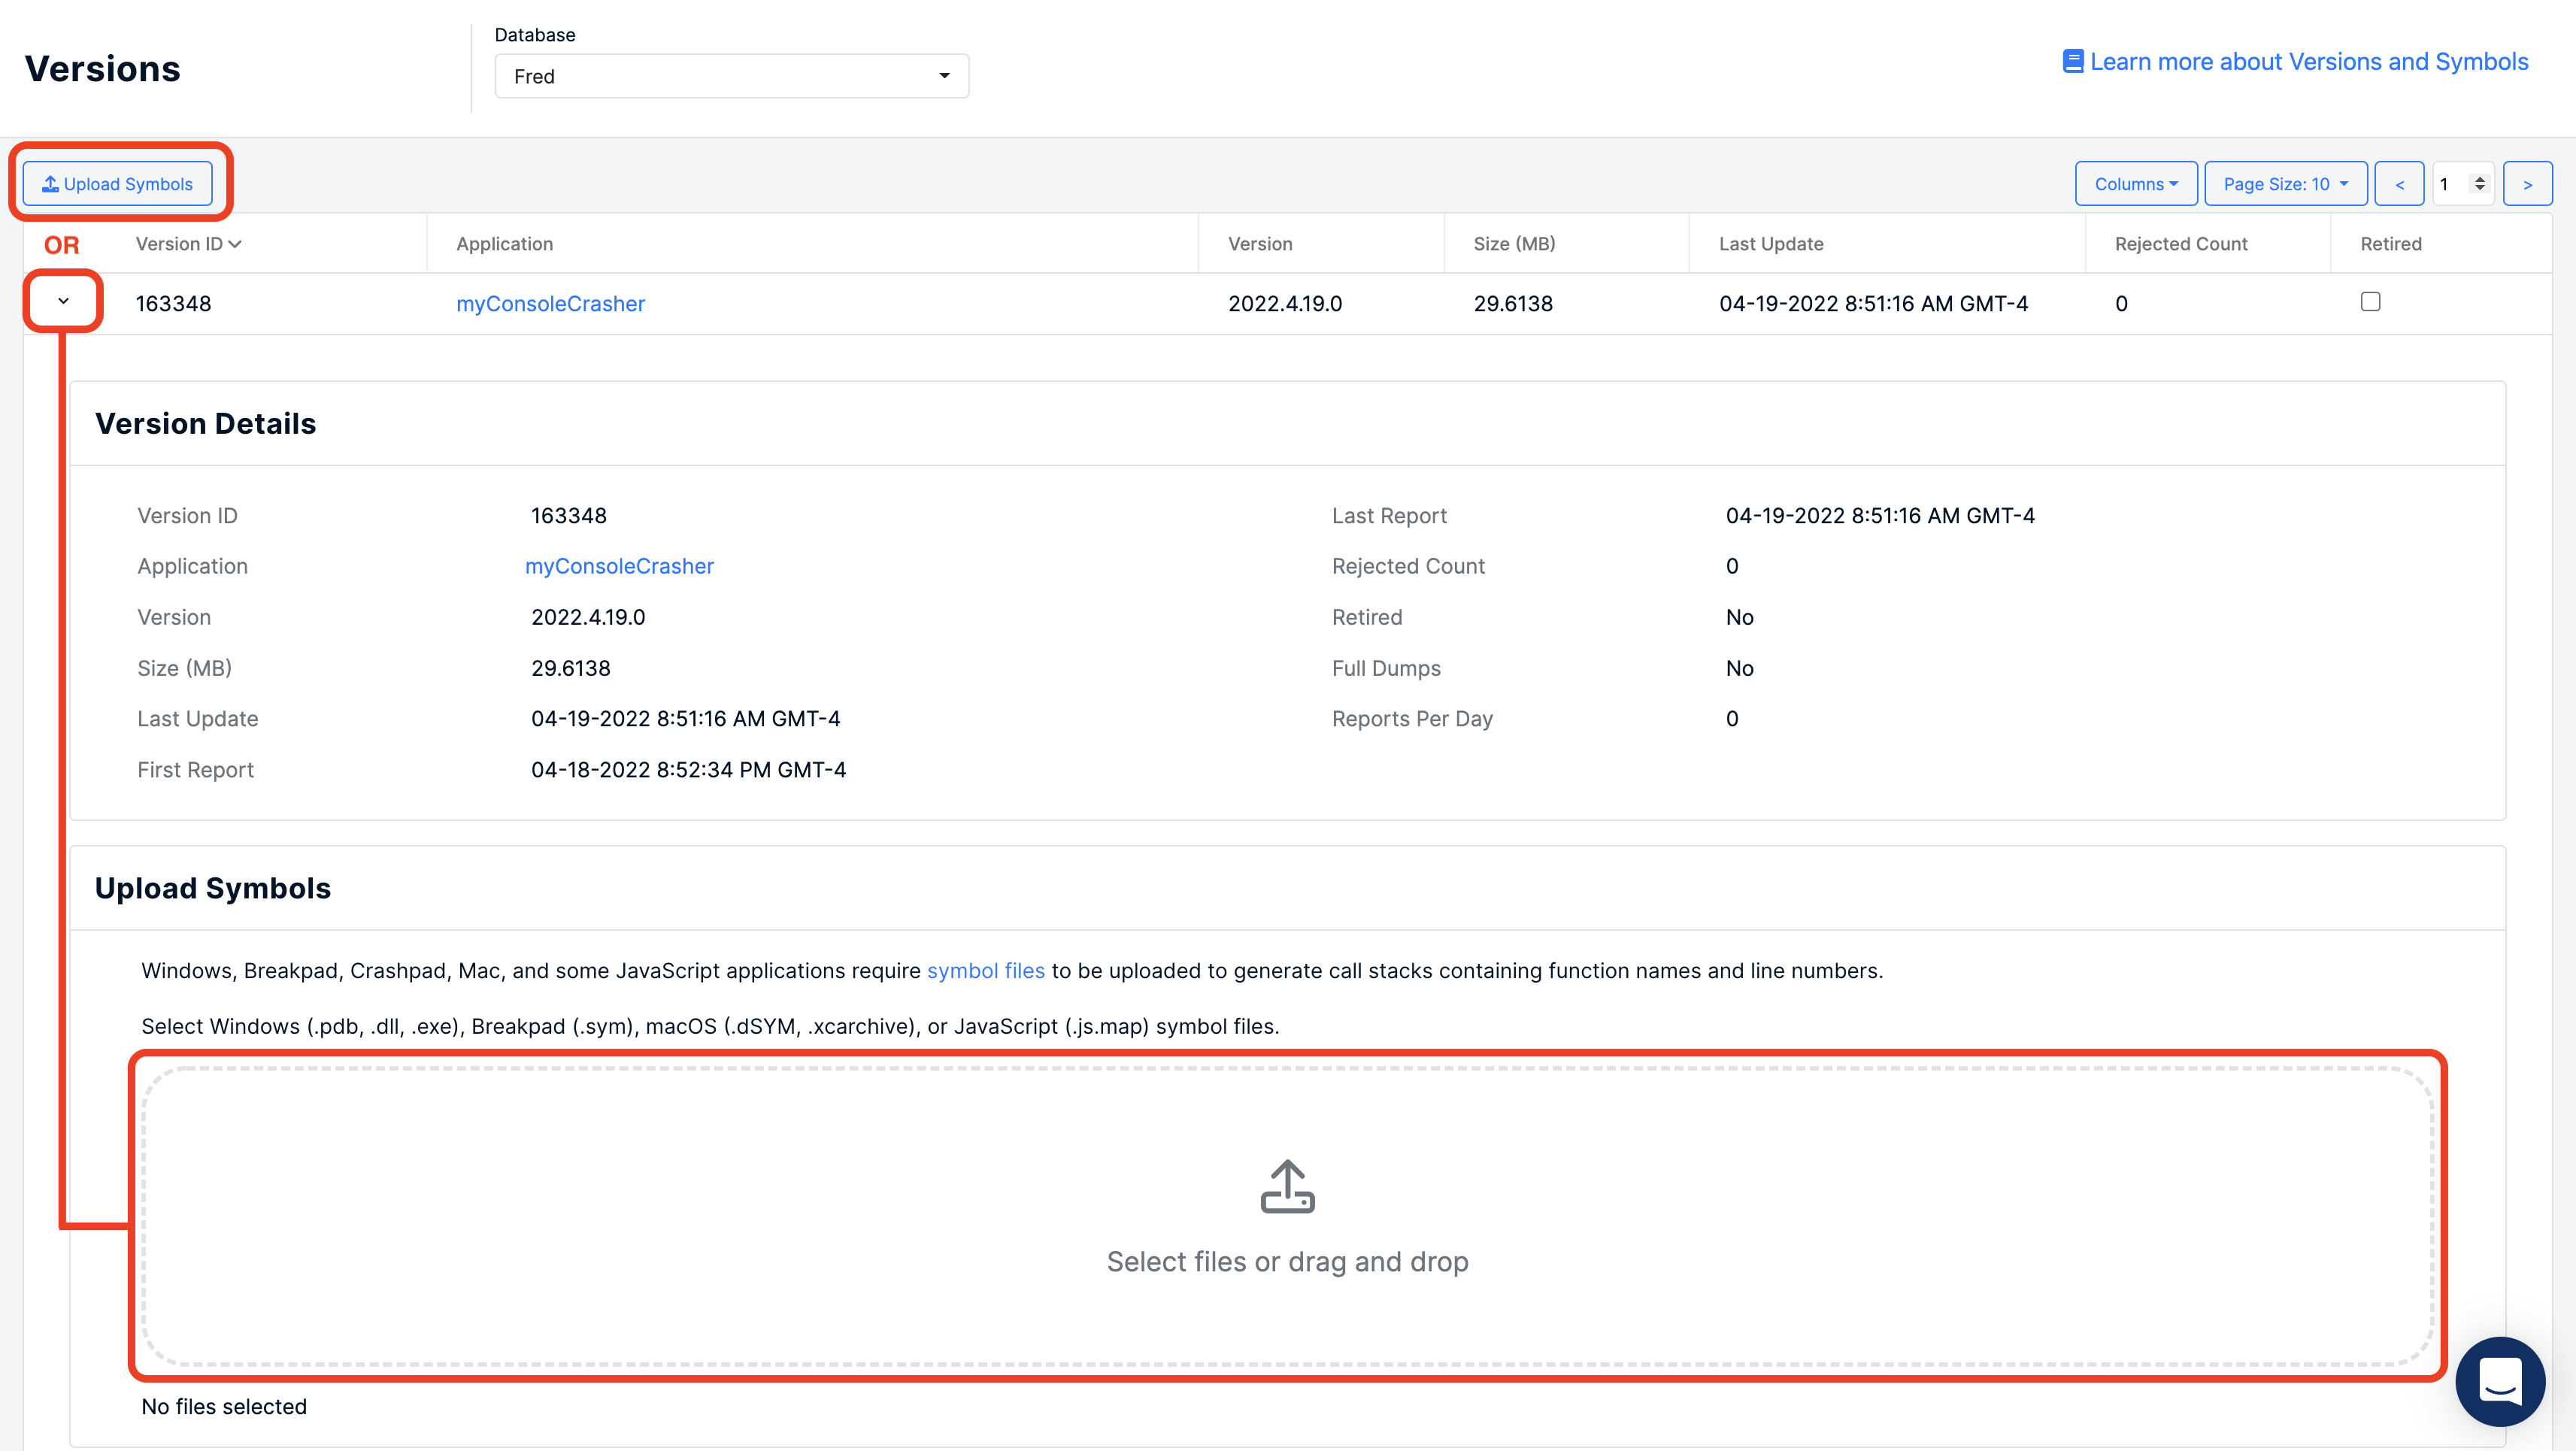 Versions
Database
Fred
Learn more about Versions and Symbols
Upload Symbols
Columns
Page Size: 10
<
1
>
OR
Version ID
Application
Version
Size (MB)
Last Update
Rejected Count
Retired
163348
myConsoleCrasher
2022.4.19.0
29.6138
04-19-2022 8:51:16 AM GMT-4
0
Version Details
Version ID 163348
Application myConsoleCrasher
Version 2022.4.19.0
Size (MB) 29.6138
Last Update 04-19-2022 8:51:16 AM GMT-4
First Report 04-18-2022 8:52:34 PM GMT-4
Last Report 04-19-2022 8:51:16 AM GMT-4
Rejected Count 0
Retired No
Full Dumps No
Reports Per Day 0
Upload Symbols
Windows, Breakpad, Crashpad, Mac, and some JavaScript applications require symbol files to be uploaded to generate call stacks containing function names and line numbers.
Select Windows (.pdb, .dll, .exe), Breakpad (.sym), macOS (.dSYM, .xcarchive), or JavaScript (.js.map) symbol files.
Select files or drag and drop
No files selected